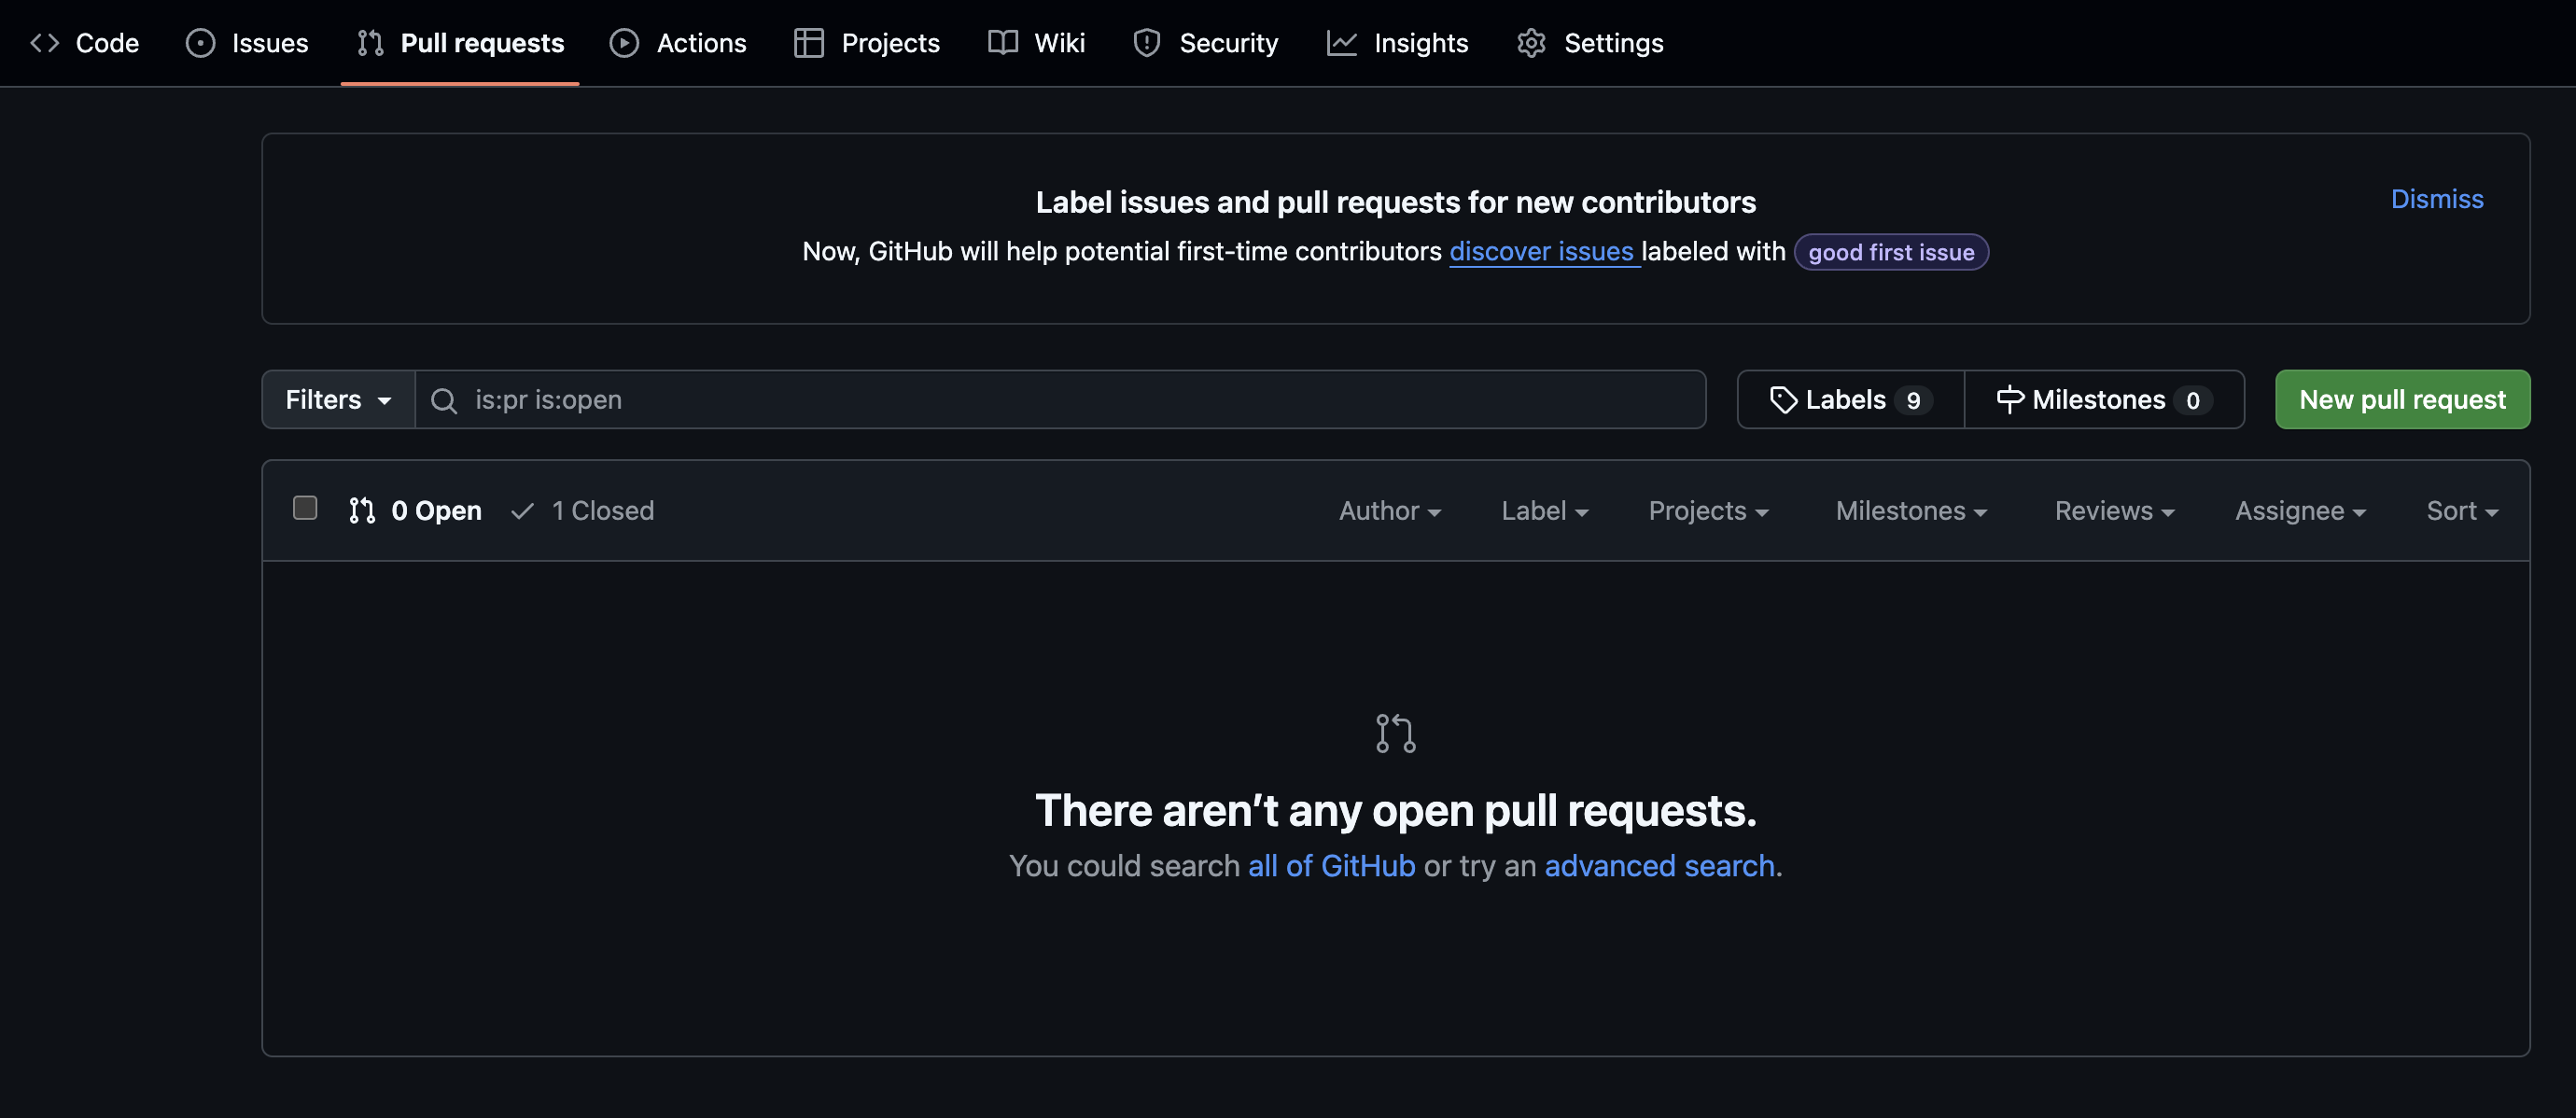 Code Issues Pull requests Actions Projects Wiki Security Insights Settings
Label issues and pull requests for new contributors
Dismiss
Now, GitHub will help potential first-time contributors discover issues labeled with good first issue
Filters is:pr is:open Labels 9 Milestones 0 New pull request
0 Open 1 Closed Author Label Projects Milestones Reviews Assignee Sort
There aren’t any open pull requests.
You could search all of GitHub or try an advanced search.